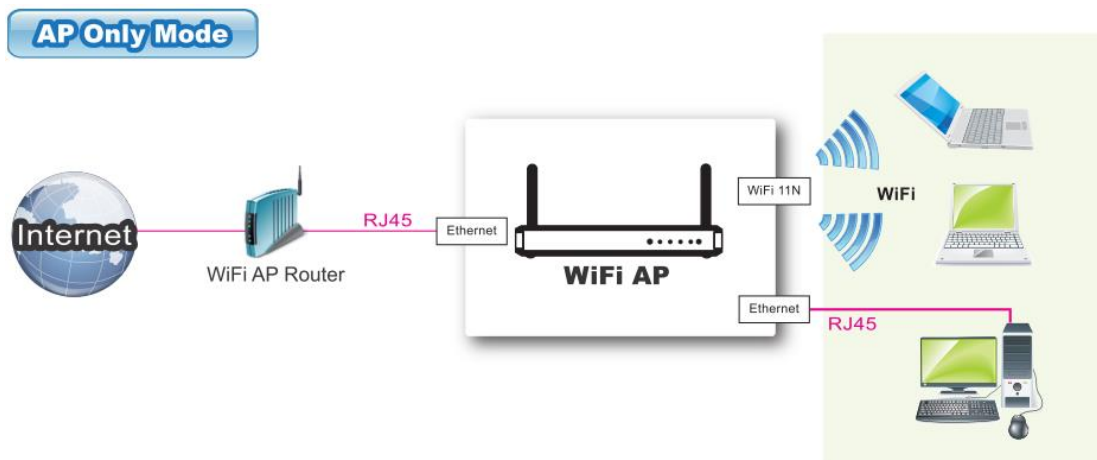 AP Only Mode
Internet
WiFi AP Router
RJ45
Ethernet
WiFi AP
WiFi 11N
WiFi
Ethernet
RJ45